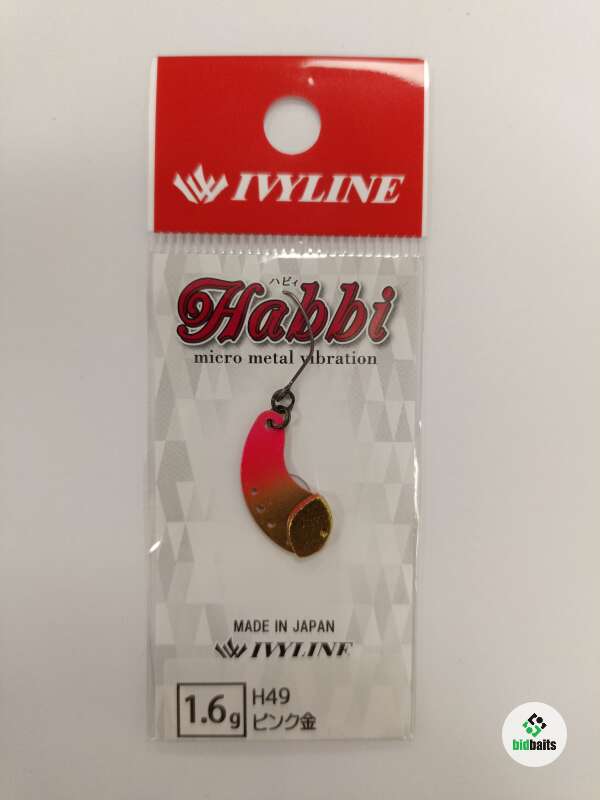 IVYLINE
ハビィ
Habbi
micro metal vibration
MADE IN JAPAN
IVYLINE
1.6g
H49
ピンク金
bidbaits